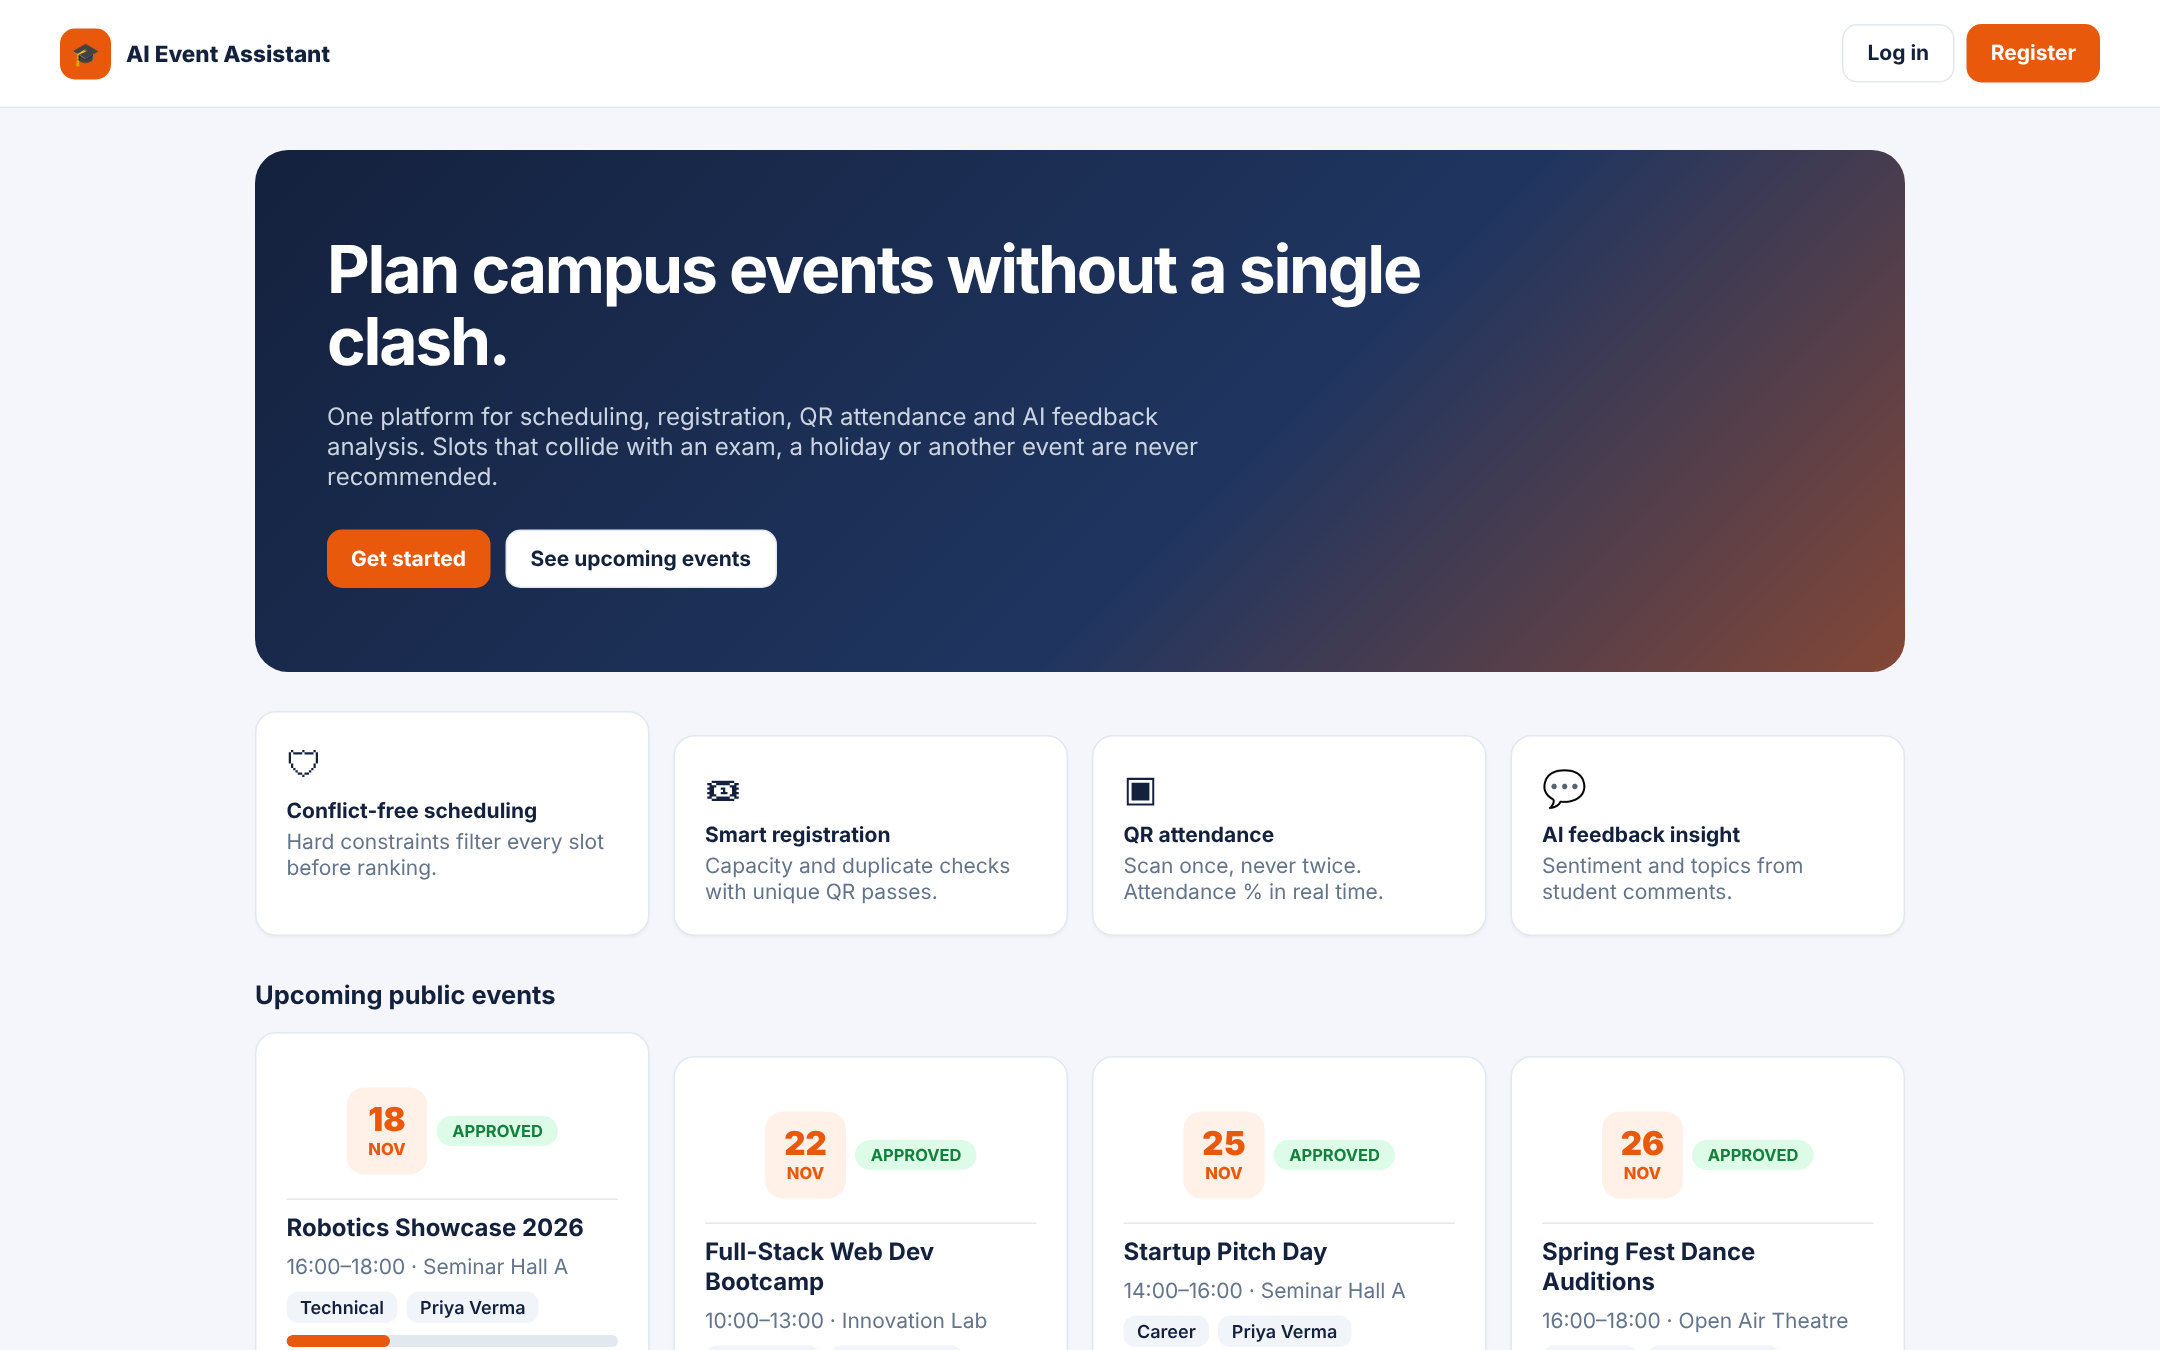 AI Event Assistant
Log in
Register
Plan campus events without a single
clash.
One platform for scheduling, registration, QR attendance and AI feedback
analysis. Slots that collide with an exam, a holiday or another event are never
recommended.
Get started
See upcoming events
Conflict-free scheduling
Hard constraints filter every slot
before ranking.
Smart registration
Capacity and duplicate checks
with unique QR passes.
QR attendance
Scan once, never twice.
Attendance % in real time.
AI feedback insight
Sentiment and topics from
student comments.
Upcoming public events
18
NOV
APPROVED
Robotics Showcase 2026
16:00–18:00 · Seminar Hall A
Technical
Priya Verma
22
NOV
APPROVED
Full-Stack Web Dev
Bootcamp
10:00–13:00 · Innovation Lab
25
NOV
APPROVED
Startup Pitch Day
14:00–16:00 · Seminar Hall A
Career
Priya Verma
26
NOV
APPROVED
Spring Fest Dance
Auditions
16:00–18:00 · Open Air Theatre